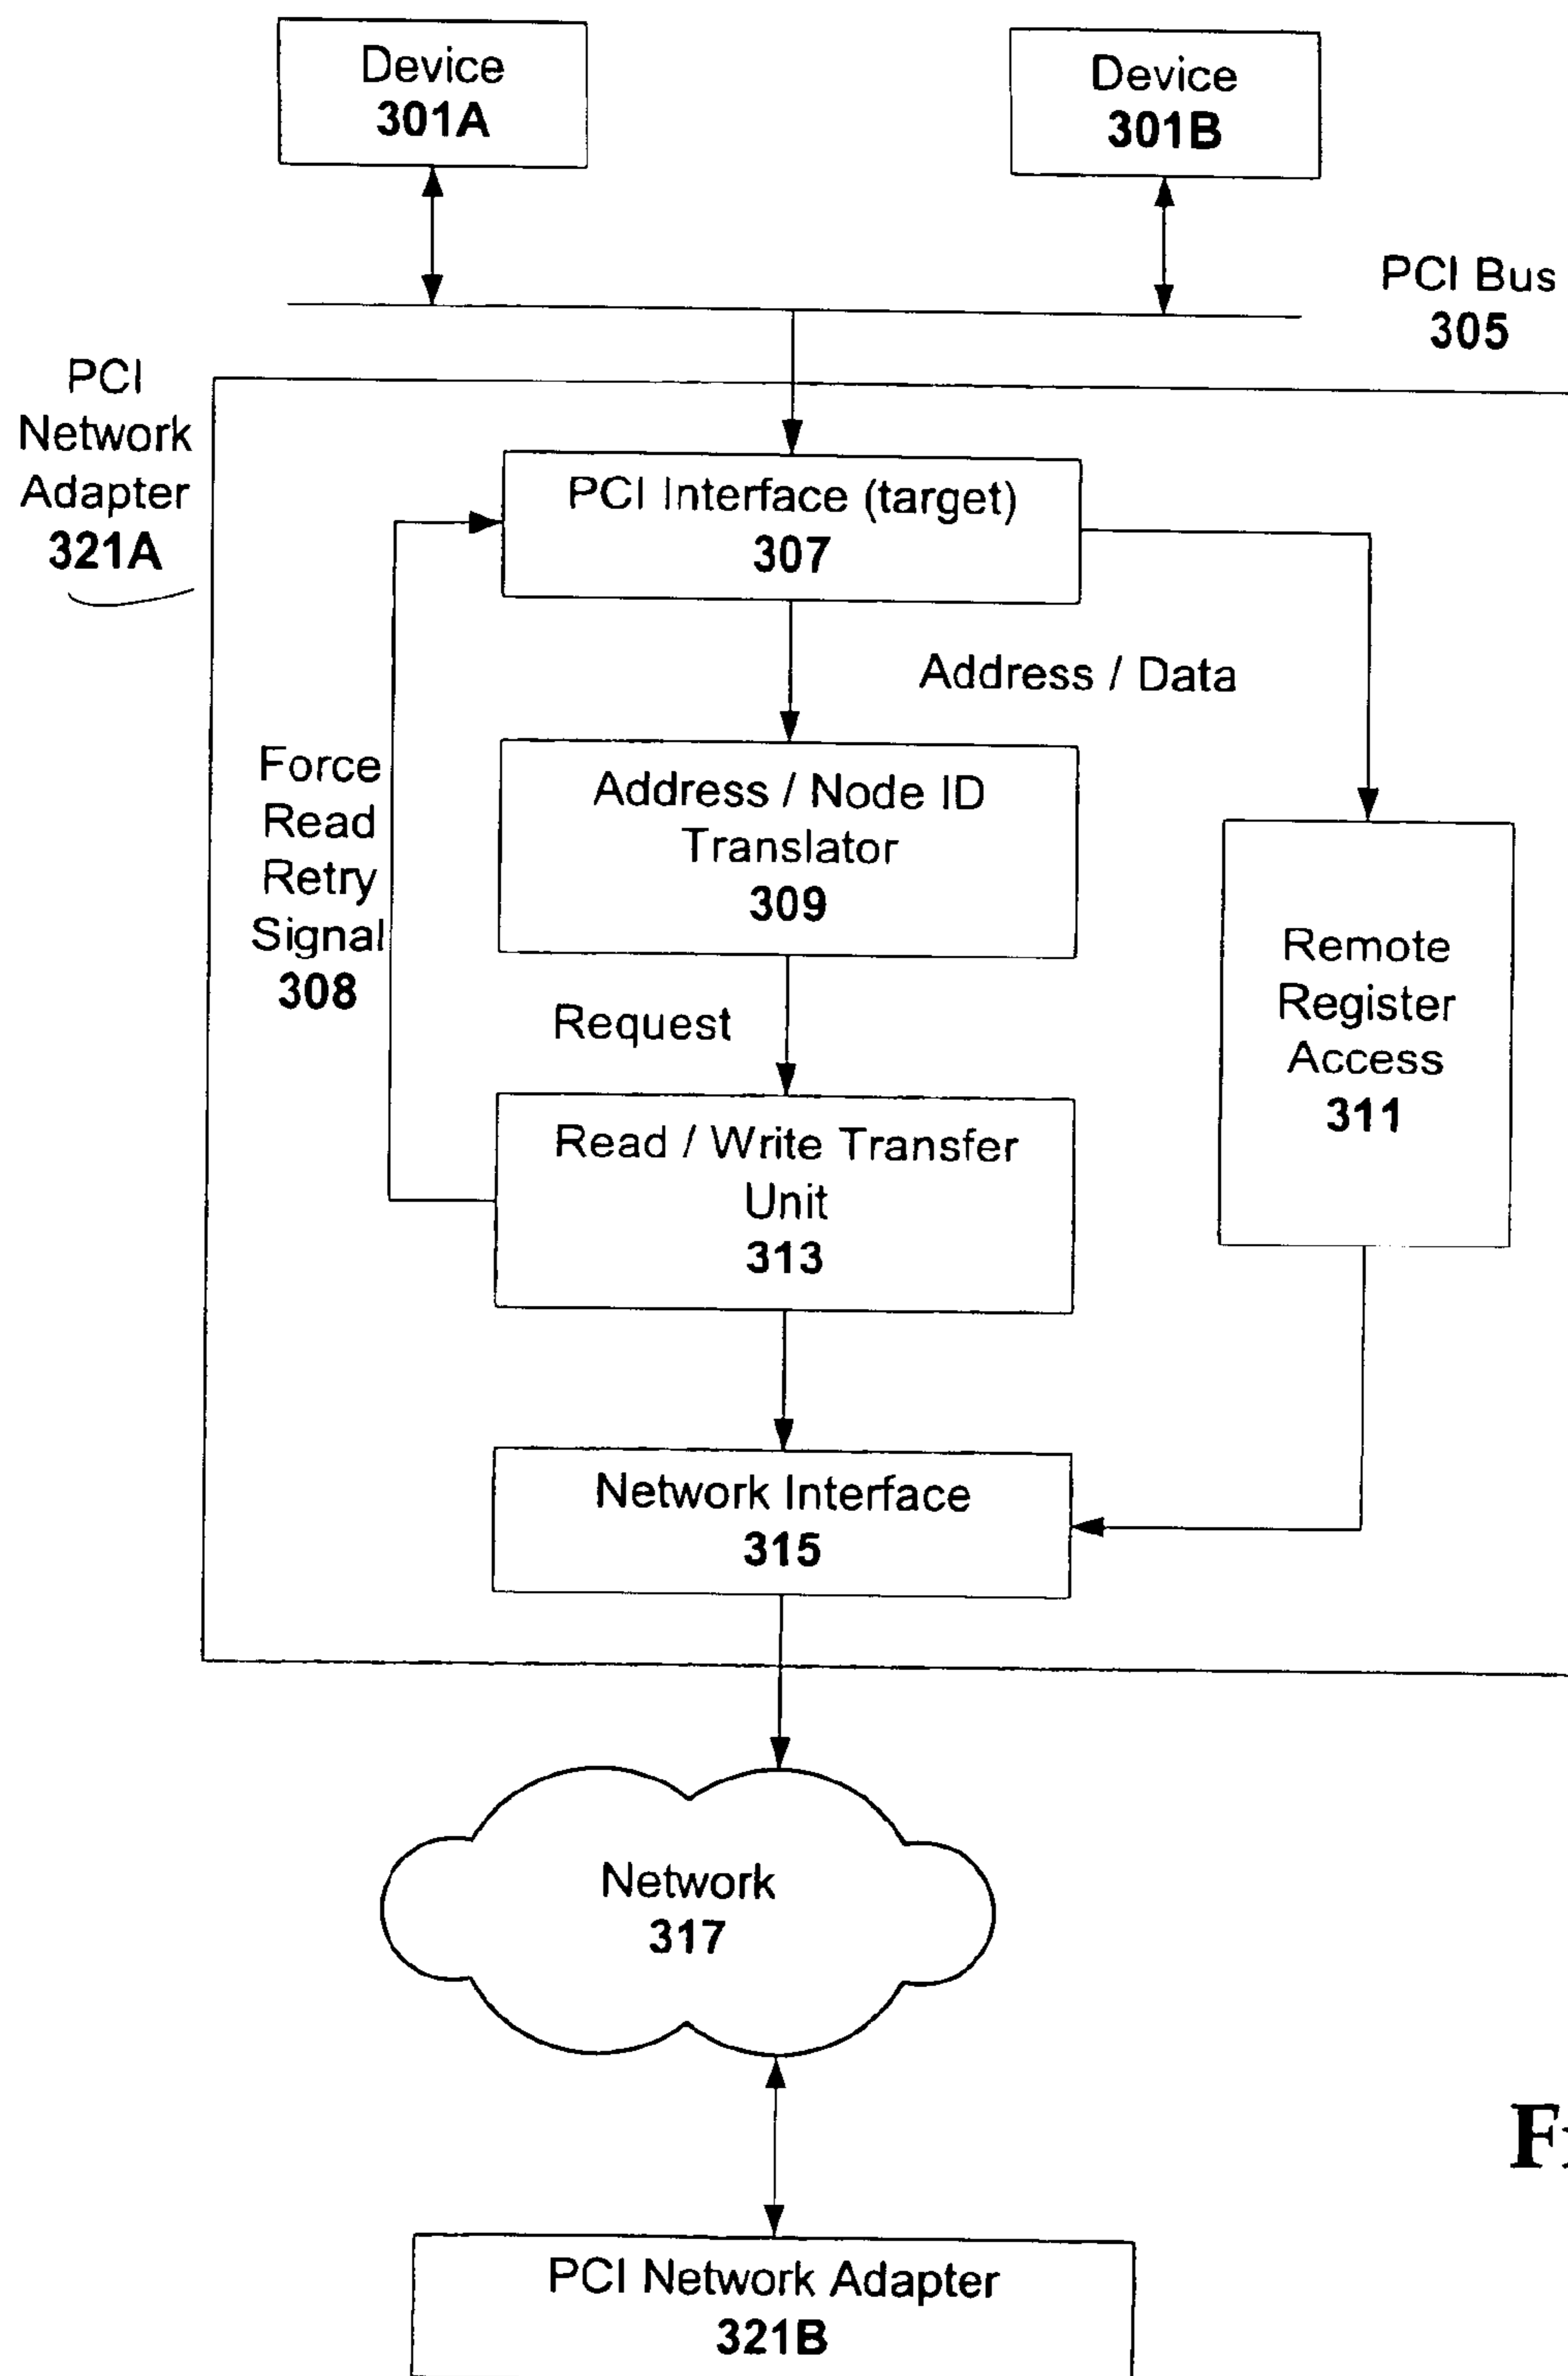 Device
301A
Device
301B
PCI Bus
305
PCI
Network
Adapter
321A
PCI Interface (target)
307
Address / Data
Force
Read
Retry
Signal
308
Address / Node ID
Translator
309
Remote
Register
Access
311
Request
Read / Write Transfer
Unit
313
Network Interface
315
Network
317
PCI Network Adapter
321B